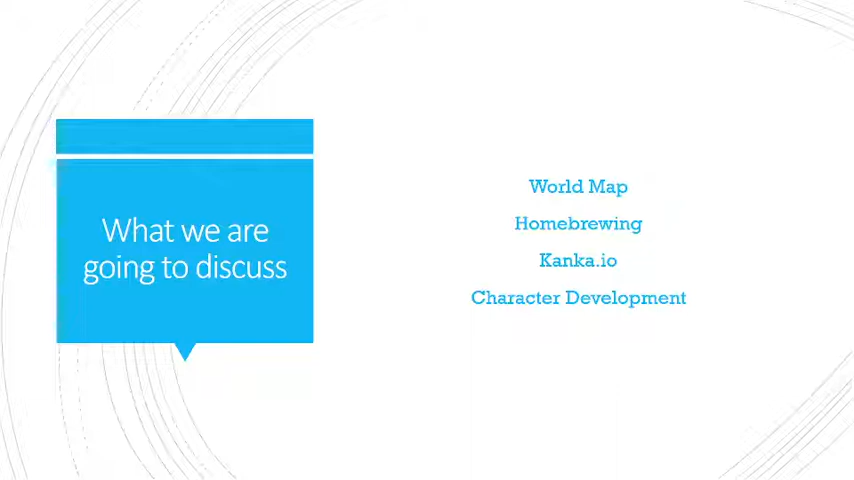 What we are
going to discuss
World Map
Homebrewing
Kanka.io
Character Development